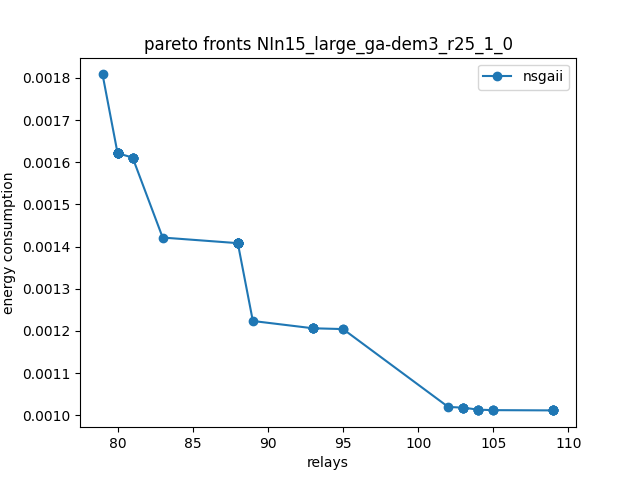 pareto fronts NIn15_large_ga-dem3_r25_1_0
nsgaii
0.0018
0.0017
0.0016
0.0015
0.0014
0.0013
0.0012
0.0011
0.0010
energy consumption
80 85 90 95 100 105 110
relays